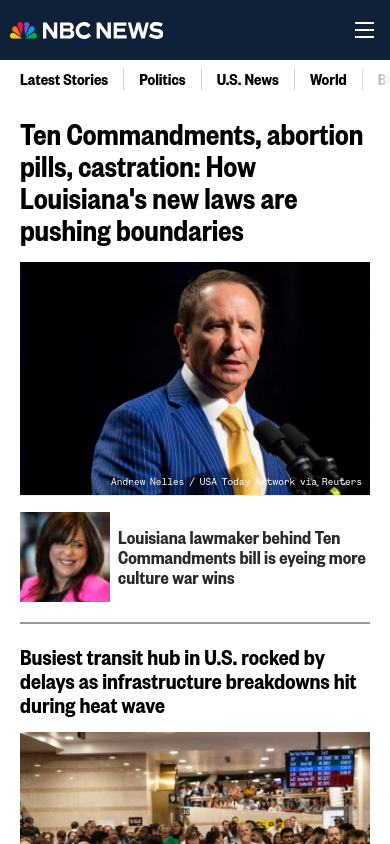 NBC NEWS
Latest Stories
Politics
U.S. News
World
Ten Commandments, abortion
pills, castration: How
Louisiana's new laws are
pushing boundaries
Andrew Nelles / USA Today Network via Reuters
Louisiana lawmaker behind Ten
Commandments bill is eyeing more
culture war wins
Busiest transit hub in U.S. rocked by
delays as infrastructure breakdowns hit
during heat wave